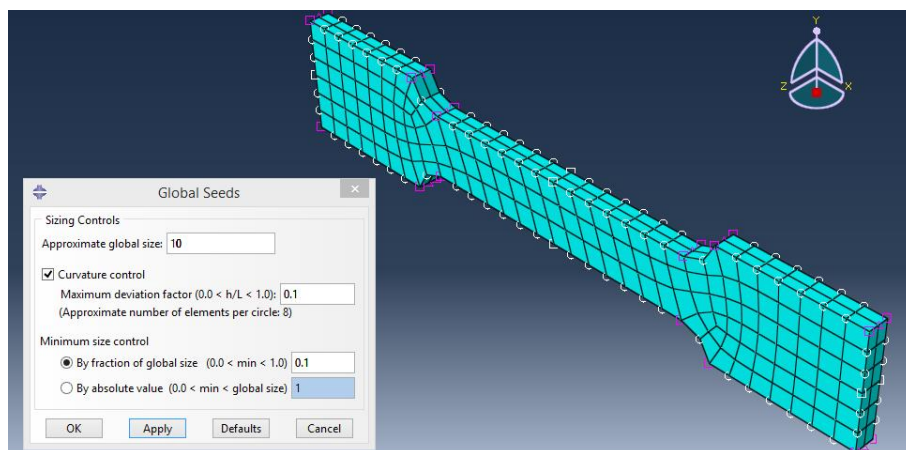 Y
Z
X
Global Seeds
Sizing Controls
Approximate global size: 10
Curvature control
Maximum deviation factor (0.0 < h/L < 1.0): 0.1
(Approximate number of elements per circle: 8)
Minimum size control
By fraction of global size (0.0 < min < 1.0) 0.1
By absolute value (0.0 < min < global size) 1
OK Apply Defaults Cancel